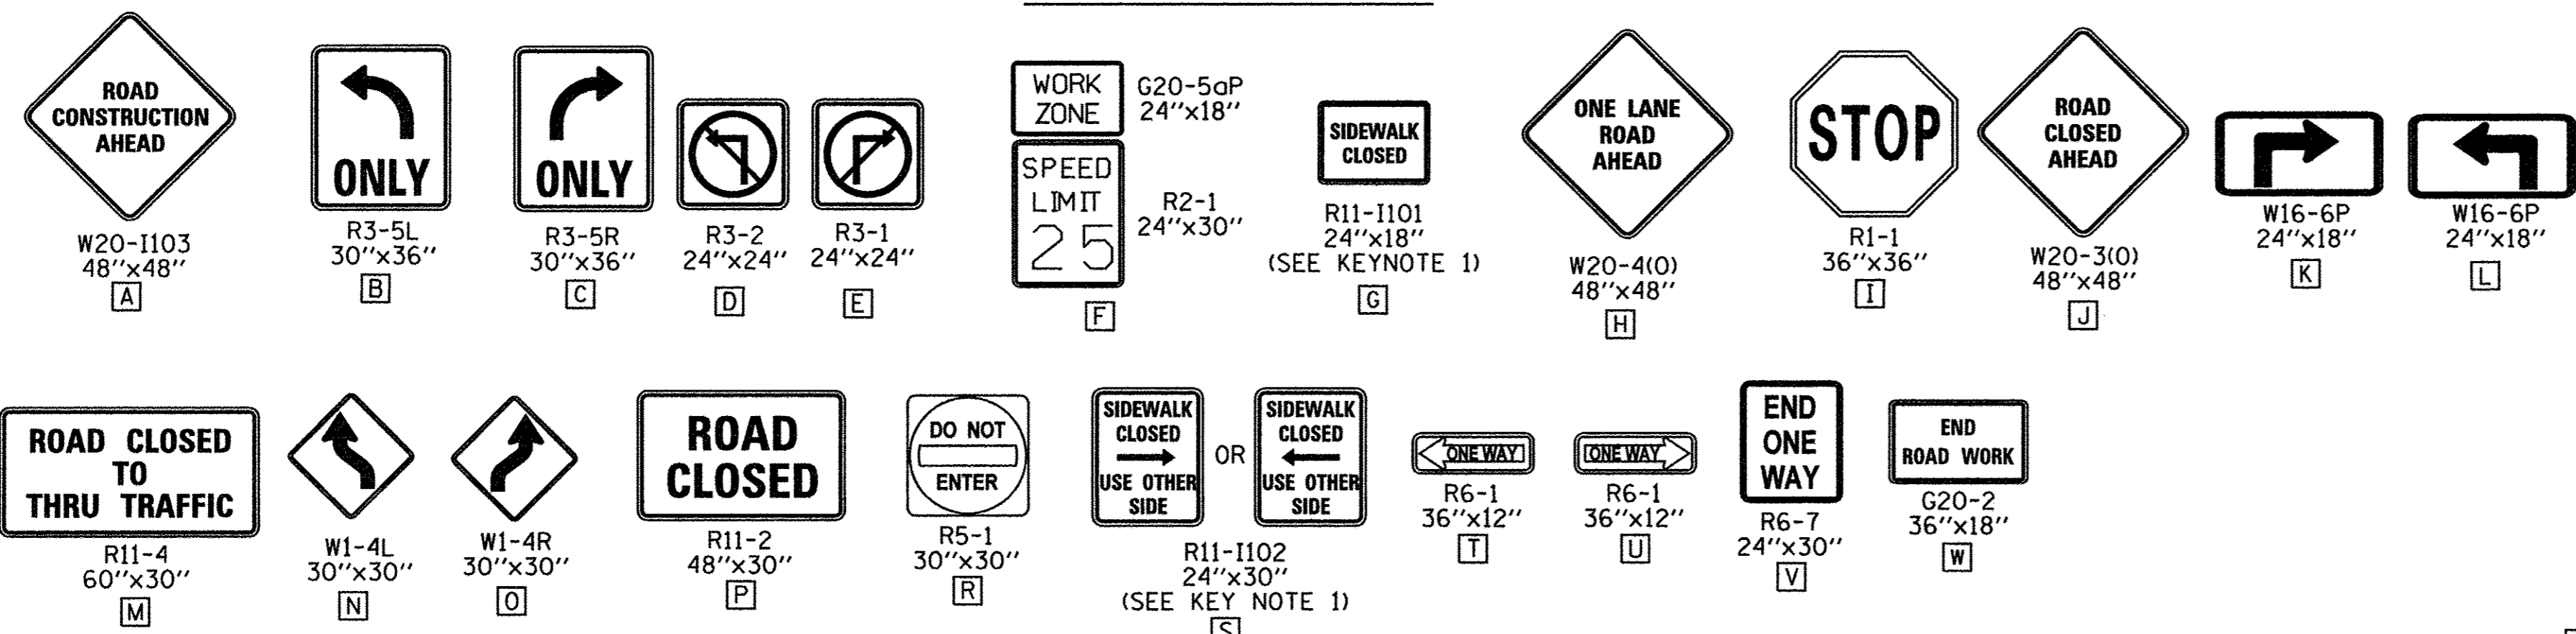 ROAD
CONSTRUCTION
AHEAD
W20-I103
48"x48"
A
ONLY
R3-5L
30"x36"
B
ONLY
R3-5R
30"x36"
C
R3-2
24"x24"
D
R3-1
24"x24"
E
WORK
ZONE
G20-5aP
24"x18"
SPEED
LIMIT
25
R2-1
24"x30"
F
SIDEWALK
CLOSED
R11-I101
24"x18"
(SEE KEYNOTE 1)
G
ONE LANE
ROAD
AHEAD
W20-4(O)
48"x48"
H
STOP
R1-1
36"x36"
I
ROAD
CLOSED
AHEAD
W20-3(O)
48"x48"
J
W16-6P
24"x18"
K
W16-6P
24"x18"
L
ROAD CLOSED
TO
THRU TRAFFIC
R11-4
60"x30"
M
W1-4L
30"x30"
N
W1-4R
30"x30"
O
ROAD
CLOSED
R11-2
48"x30"
P
DO NOT
ENTER
R5-1
30"x30"
R
SIDEWALK
CLOSED
USE OTHER
SIDE
OR
SIDEWALK
CLOSED
USE OTHER
SIDE
R11-I102
24"x30"
(SEE KEY NOTE 1)
S
ONE WAY
R6-1
36"x12"
T
ONE WAY
R6-1
36"x12"
U
END
ONE
WAY
R6-7
24"x30"
V
END
ROAD WORK
G20-2
36"x18"
W